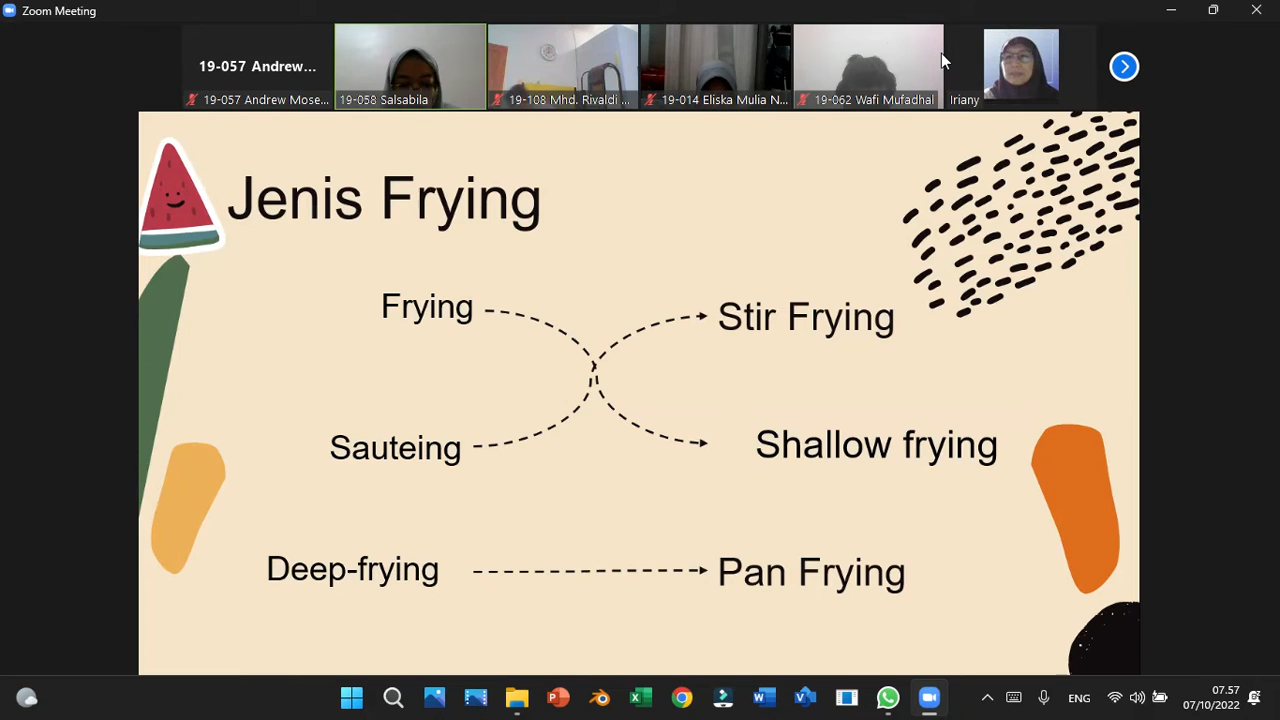 Zoom Meeting
19-057 Andrew...
19-057 Andrew Mose...
19-058 Salsabila
19-108 Mhd. Rivaldi ...
19-014 Eliska Mulia N...
19-062 Wafi Mufadhal
Iriany
Jenis Frying
Frying
Stir Frying
Sauteing
Shallow frying
Deep-frying
Pan Frying
ENG
07.57
07/10/2022